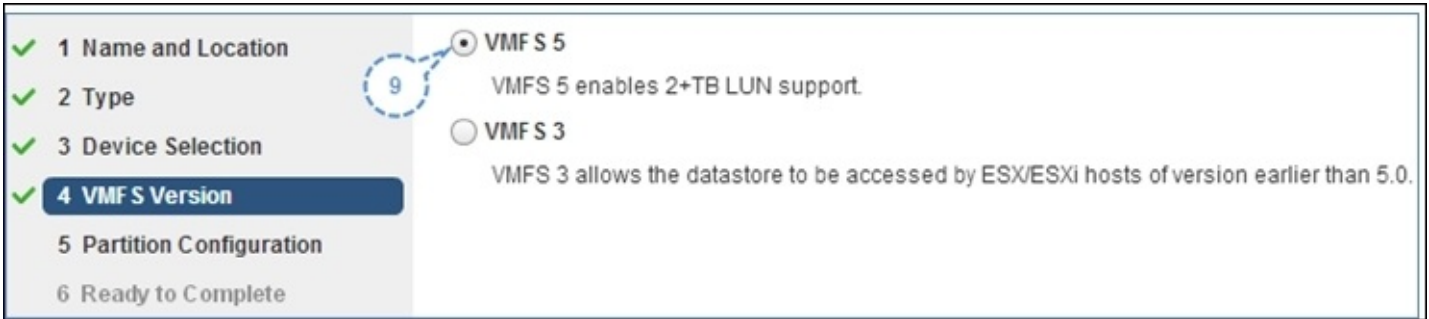 1 Name and Location
2 Type
3 Device Selection
4 VMFS Version
5 Partition Configuration
6 Ready to Complete
9
VMFS 5
VMFS 5 enables 2+TB LUN support.
VMFS 3
VMFS 3 allows the datastore to be accessed by ESX/ESXi hosts of version earlier than 5.0.